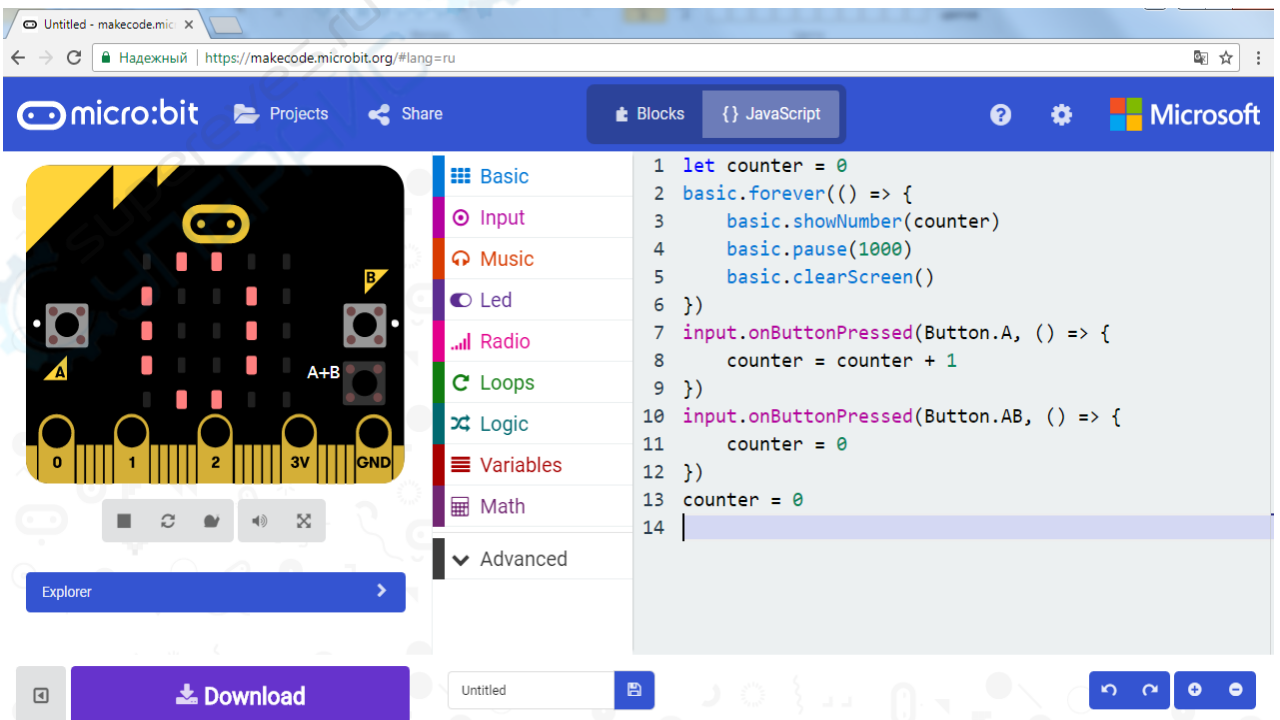 Untitled - makecode.mic
Надежный | https://makecode.microbit.org/#lang=ru
micro:bit Projects Share Blocks {} JavaScript ? Microsoft
Basic
Input
Music
Led
Radio
Loops
Logic
Variables
Math
Advanced
B
A
A+B
0 1 2 3V GND
Explorer
1 let counter = 0
2 basic.forever(() => {
3 basic.showNumber(counter)
4 basic.pause(1000)
5 basic.clearScreen()
6 })
7 input.onButtonPressed(Button.A, () => {
8 counter = counter + 1
9 })
10 input.onButtonPressed(Button.AB, () => {
11 counter = 0
12 })
13 counter = 0
14
Download
Untitled